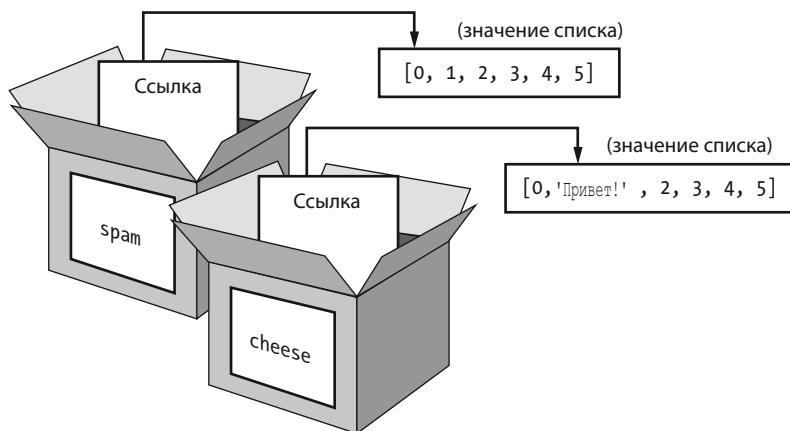 (значение списка)
[0, 1, 2, 3, 4, 5]
Ссылка
(значение списка)
[0,'Привет!' , 2, 3, 4, 5]
Ссылка
spam
cheese